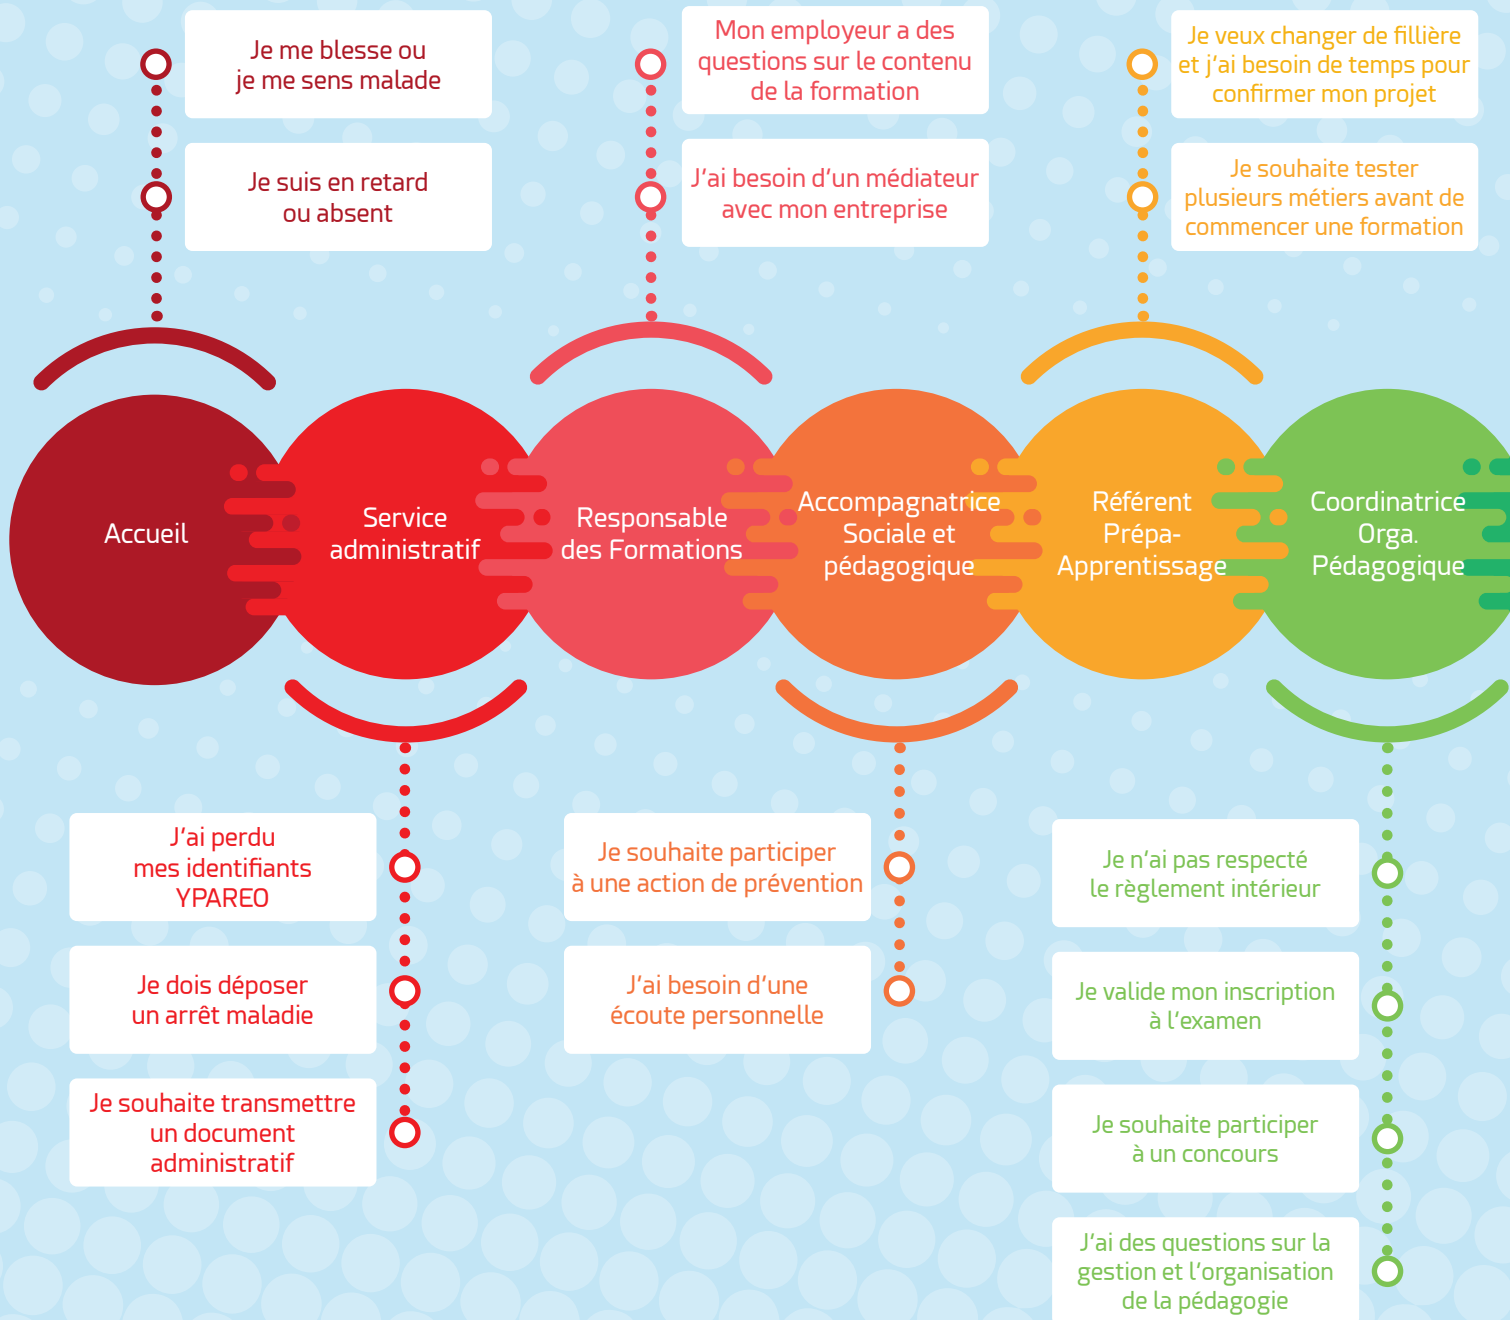 Je me blesse ou
je me sens malade
Je suis en retard
ou absent
Mon employeur a des
questions sur le contenu
de la formation
J'ai besoin d'un médiateur
avec mon entreprise
Je veux changer de fillière
et j'ai besoin de temps pour
confirmer mon projet
Je souhaite tester
plusieurs métiers avant de
commencer une formation
Accueil
Service
administratif
Responsable
des Formations
Accompagnatrice
Sociale et
pédagogique
Référent
Prépa-
Apprentissage
Coordinatrice
Orga.
Pédagogique
J'ai perdu
mes identifiants
YPAREO
Je dois déposer
un arrêt maladie
Je souhaite transmettre
un document
administratif
Je souhaite participer
à une action de prévention
J'ai besoin d'une
écoute personnelle
Je n'ai pas respecté
le règlement intérieur
Je valide mon inscription
à l'examen
Je souhaite participer
à un concours
J'ai des questions sur la
gestion et l'organisation
de la pédagogie